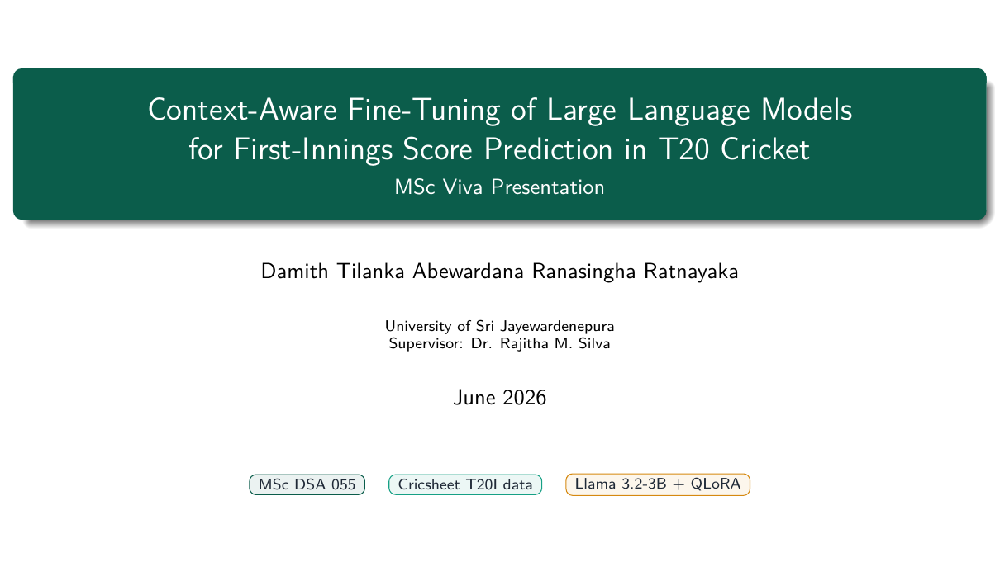 Context-Aware Fine-Tuning of Large Language Models
for First-Innings Score Prediction in T20 Cricket
MSc Viva Presentation
Damith Tilanka Abewardana Ranasingha Ratnayaka
University of Sri Jayewardenepura
Supervisor: Dr. Rajitha M. Silva
June 2026
MSc DSA 055
Cricsheet T20I data
Llama 3.2-3B + QLoRA